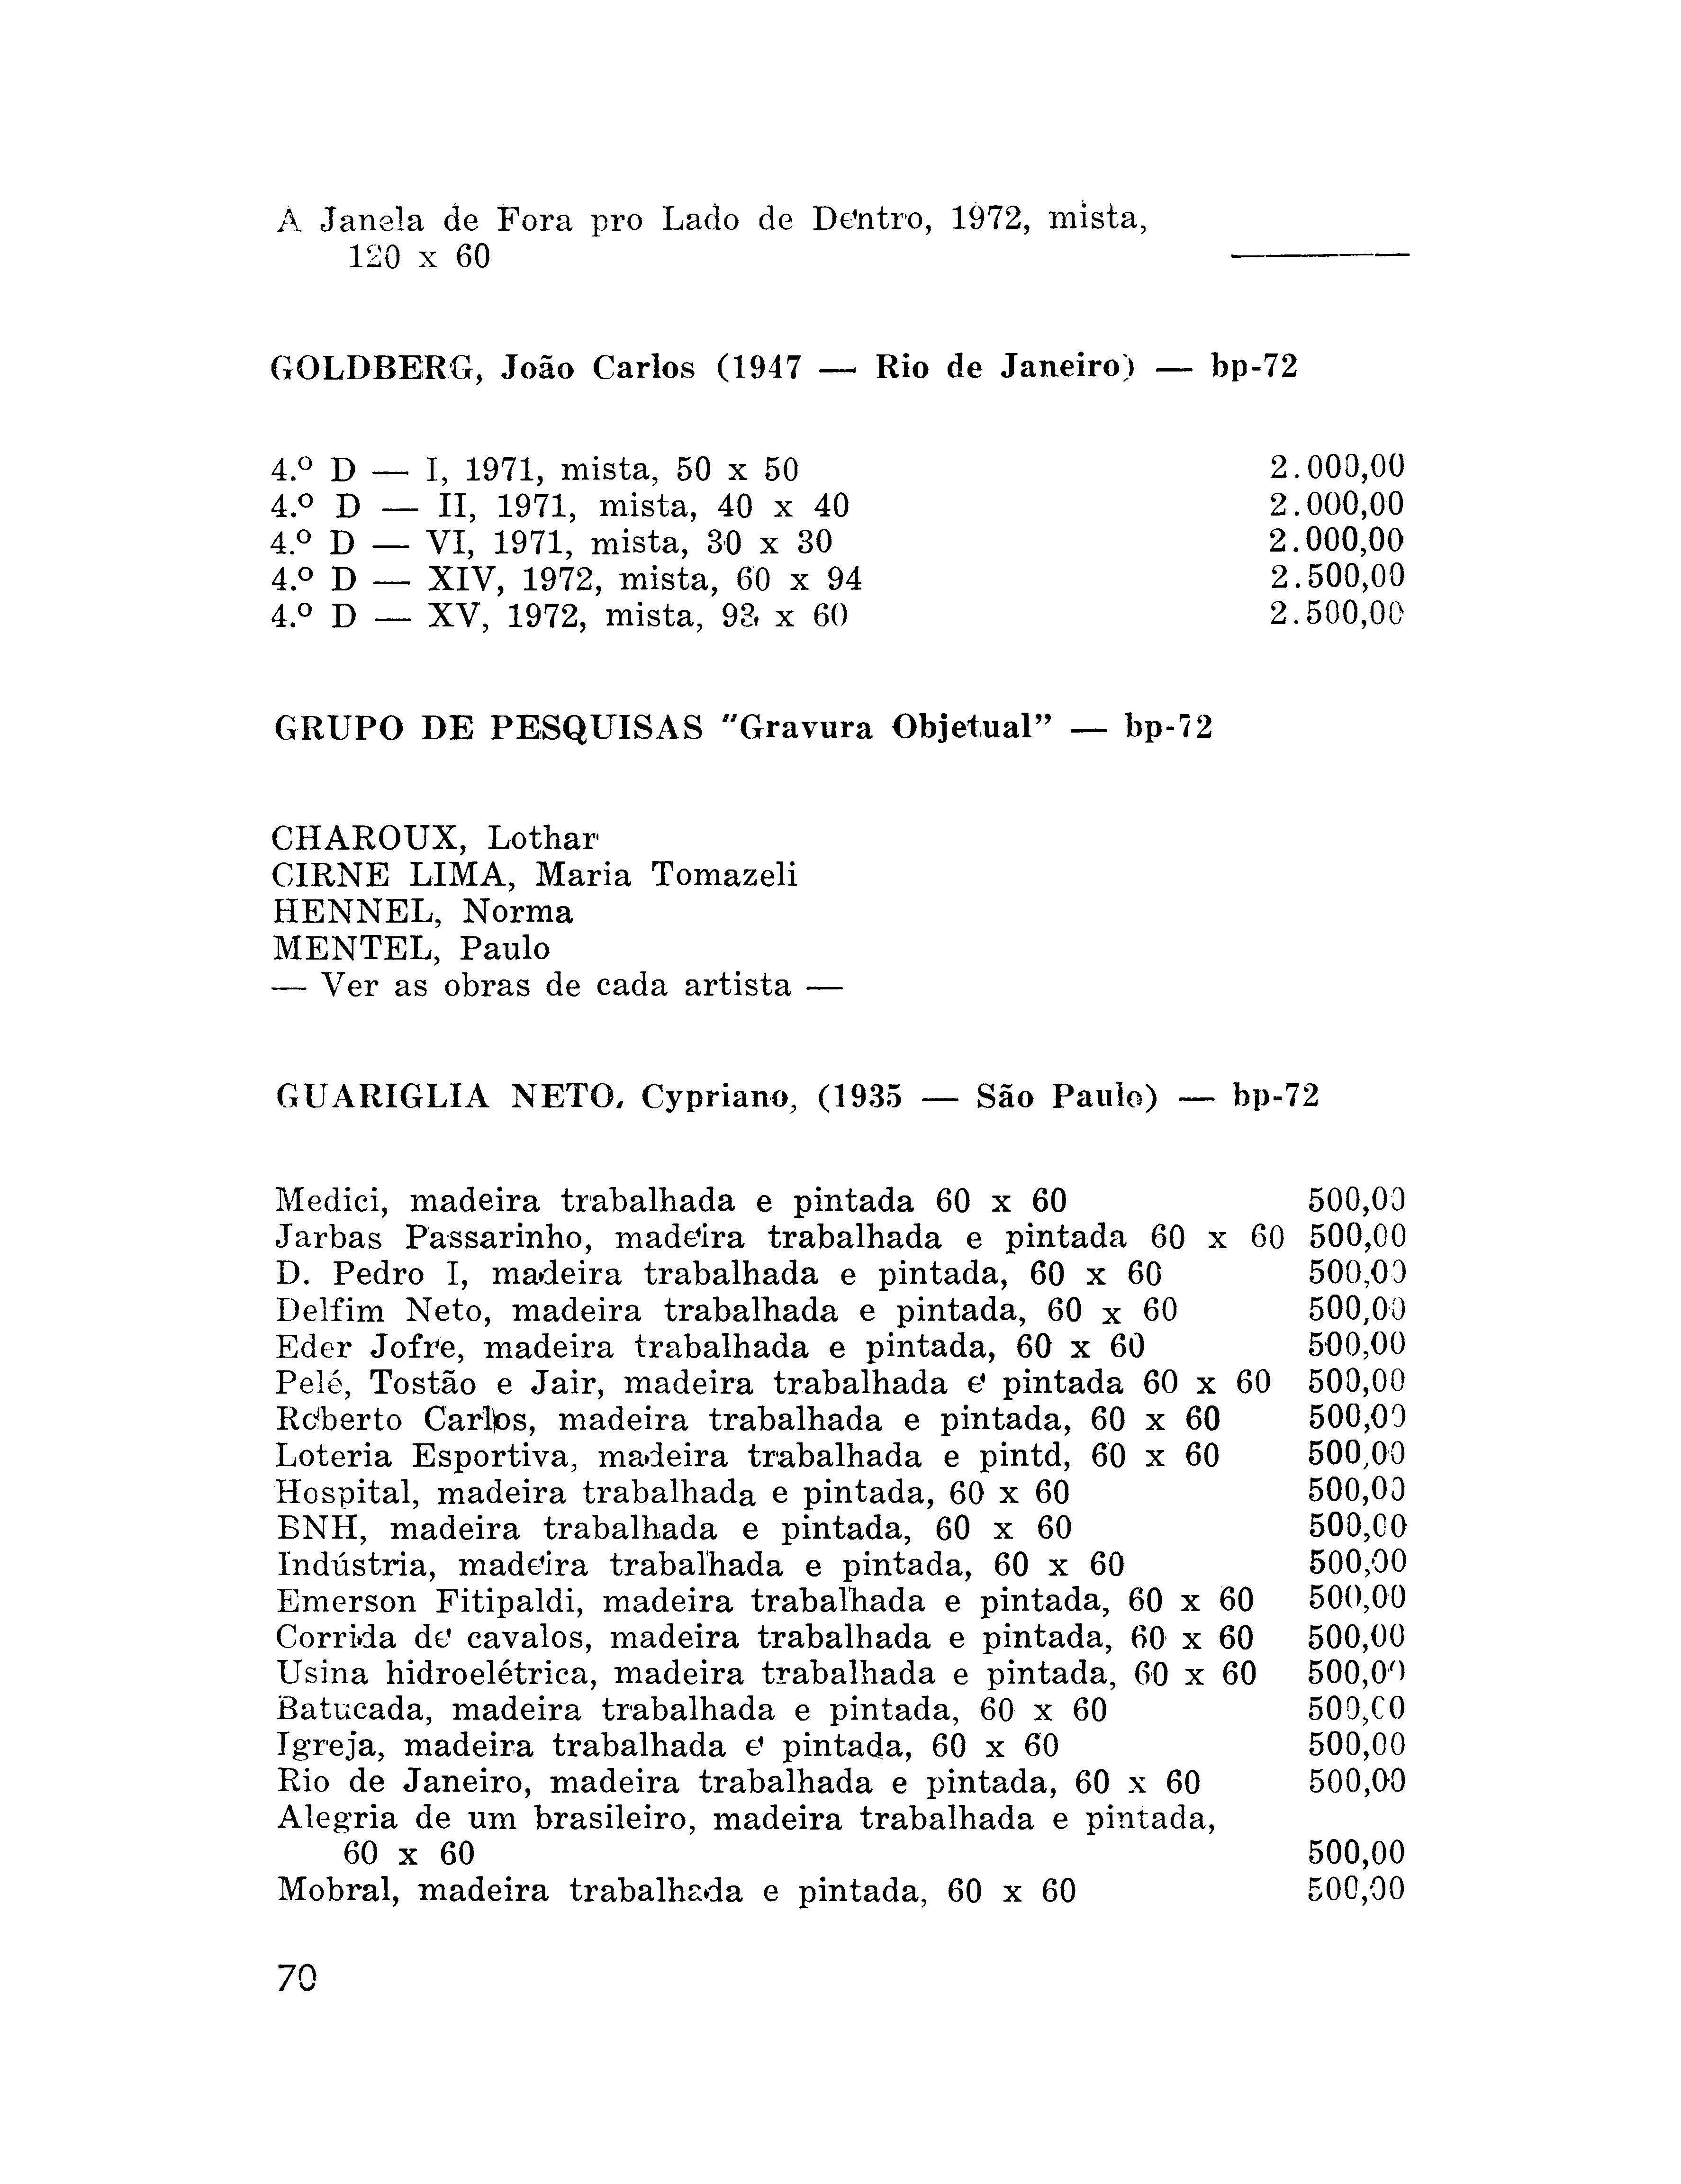 A Janela de Fora pro Lado de Dentro, 1972, mista,
120 x 60 ————
GOLDBERG, João Carlos (1947 — Rio de Janeiro) — bp-72
4.º D — I, 1971, mista, 50 x 50 2.000,00
4.º D — II, 1971, mista, 40 x 40 2.000,00
4.º D — VI, 1971, mista, 30 x 30 2.000,00
4.º D — XIV, 1972, mista, 60 x 94 2.500,00
4.º D — XV, 1972, mista, 93 x 60 2.500,00
GRUPO DE PESQUISAS "Gravura Objetual" — bp-72
CHAROUX, Lothar
CIRNE LIMA, Maria Tomazeli
HENNEL, Norma
MENTEL, Paulo
— Ver as obras de cada artista —
GUARIGLIA NETO, Cypriano, (1935 — São Paulo) — bp-72
Medici, madeira trabalhada e pintada 60 x 60 500,00
Jarbas Passarinho, madeira trabalhada e pintada 60 x 60 500,00
D. Pedro I, madeira trabalhada e pintada, 60 x 60 500,00
Delfim Neto, madeira trabalhada e pintada, 60 x 60 500,00
Eder Jofre, madeira trabalhada e pintada, 60 x 60 500,00
Pelé, Tostão e Jair, madeira trabalhada e pintada 60 x 60 500,00
Roberto Carlos, madeira trabalhada e pintada, 60 x 60 500,00
Loteria Esportiva, madeira trabalhada e pintd, 60 x 60 500,00
Hospital, madeira trabalhada e pintada, 60 x 60 500,00
BNH, madeira trabalhada e pintada, 60 x 60 500,00
Indústria, madeira trabalhada e pintada, 60 x 60 500,00
Emerson Fitipaldi, madeira trabalhada e pintada, 60 x 60 500,00
Corrida de cavalos, madeira trabalhada e pintada, 60 x 60 500,00
Usina hidroelétrica, madeira trabalhada e pintada, 60 x 60 500,00
Batucada, madeira trabalhada e pintada, 60 x 60 500,00
Igreja, madeira trabalhada e pintada, 60 x 60 500,00
Rio de Janeiro, madeira trabalhada e pintada, 60 x 60 500,00
Alegria de um brasileiro, madeira trabalhada e pintada,
60 x 60 500,00
Mobral, madeira trabalhada e pintada, 60 x 60 500,00
70